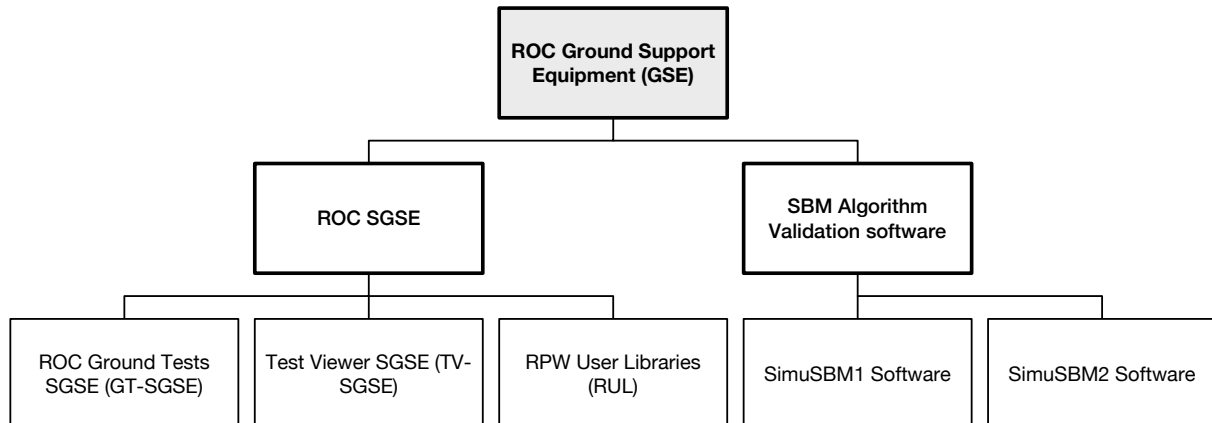 ROC Ground Support
Equipment (GSE)
ROC SGSE
SBM Algorithm
Validation software
ROC Ground Tests
SGSE (GT-SGSE)
Test Viewer SGSE (TV-
SGSE)
RPW User Libraries
(RUL)
SimuSBM1 Software
SimuSBM2 Software